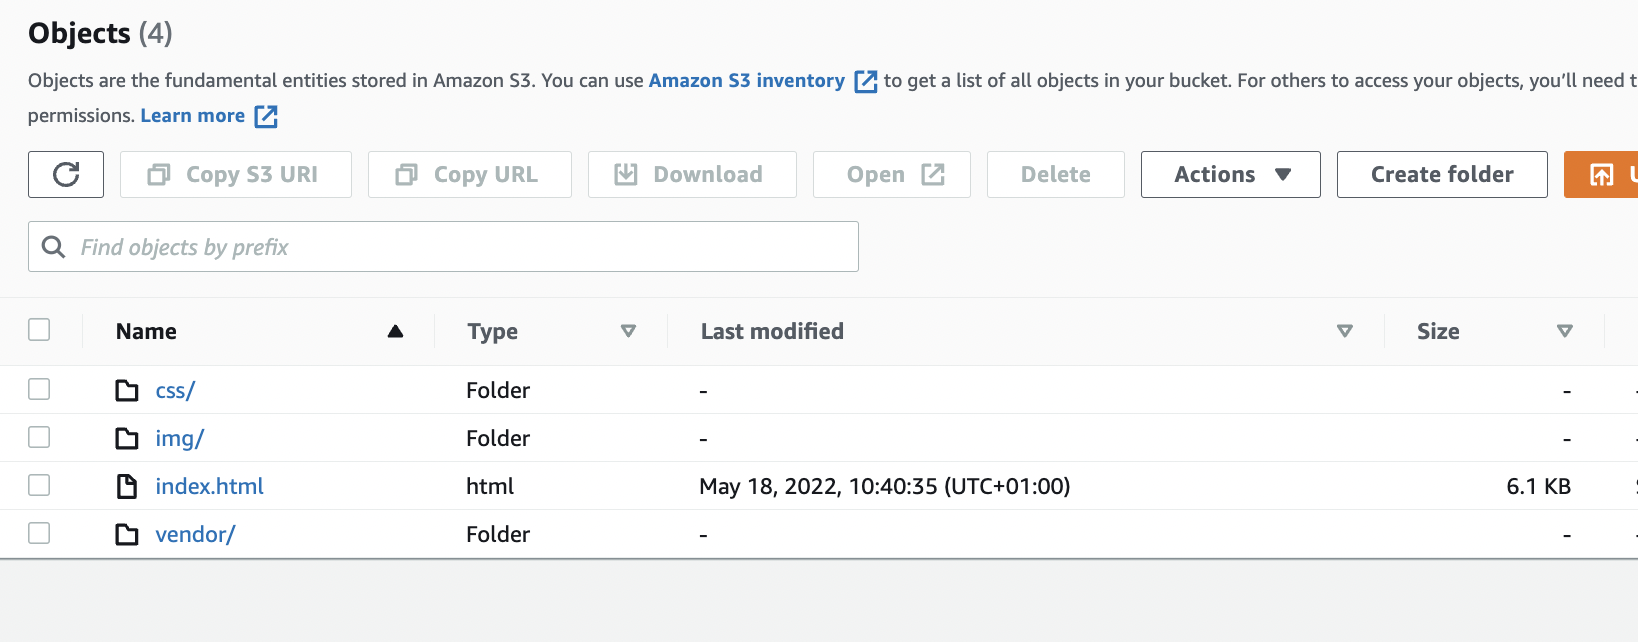 Objects (4)
Objects are the fundamental entities stored in Amazon S3. You can use Amazon S3 inventory to get a list of all objects in your bucket. For others to access your objects, you'll need
permissions. Learn more
Copy S3 URI Copy URL Download Open Delete Actions Create folder
Find objects by prefix
Name Type Last modified Size
css/ Folder - -
img/ Folder - -
index.html html May 18, 2022, 10:40:35 (UTC+01:00) 6.1 KB
vendor/ Folder - -